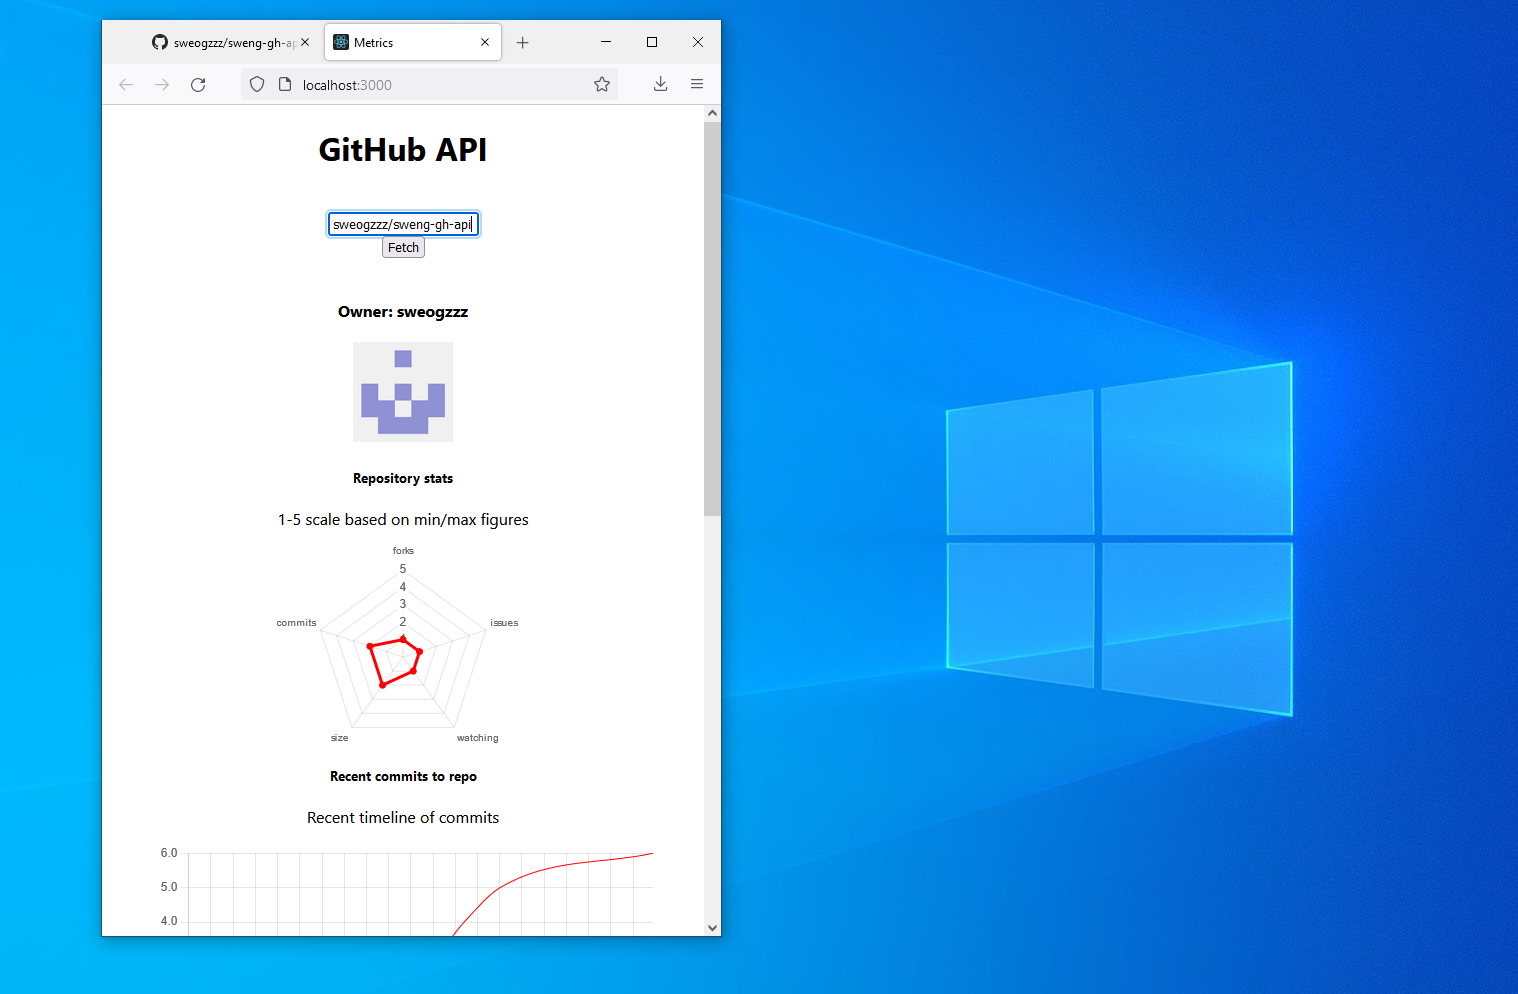 sweogzzz/sweng-gh-ap
Metrics
localhost:3000
GitHub API
sweogzzz/sweng-gh-api
Fetch
Owner: sweogzzz
Repository stats
1-5 scale based on min/max figures
forks
5
4
3
2
commits
issues
size
watching
Recent commits to repo
Recent timeline of commits
6.0
5.0
4.0